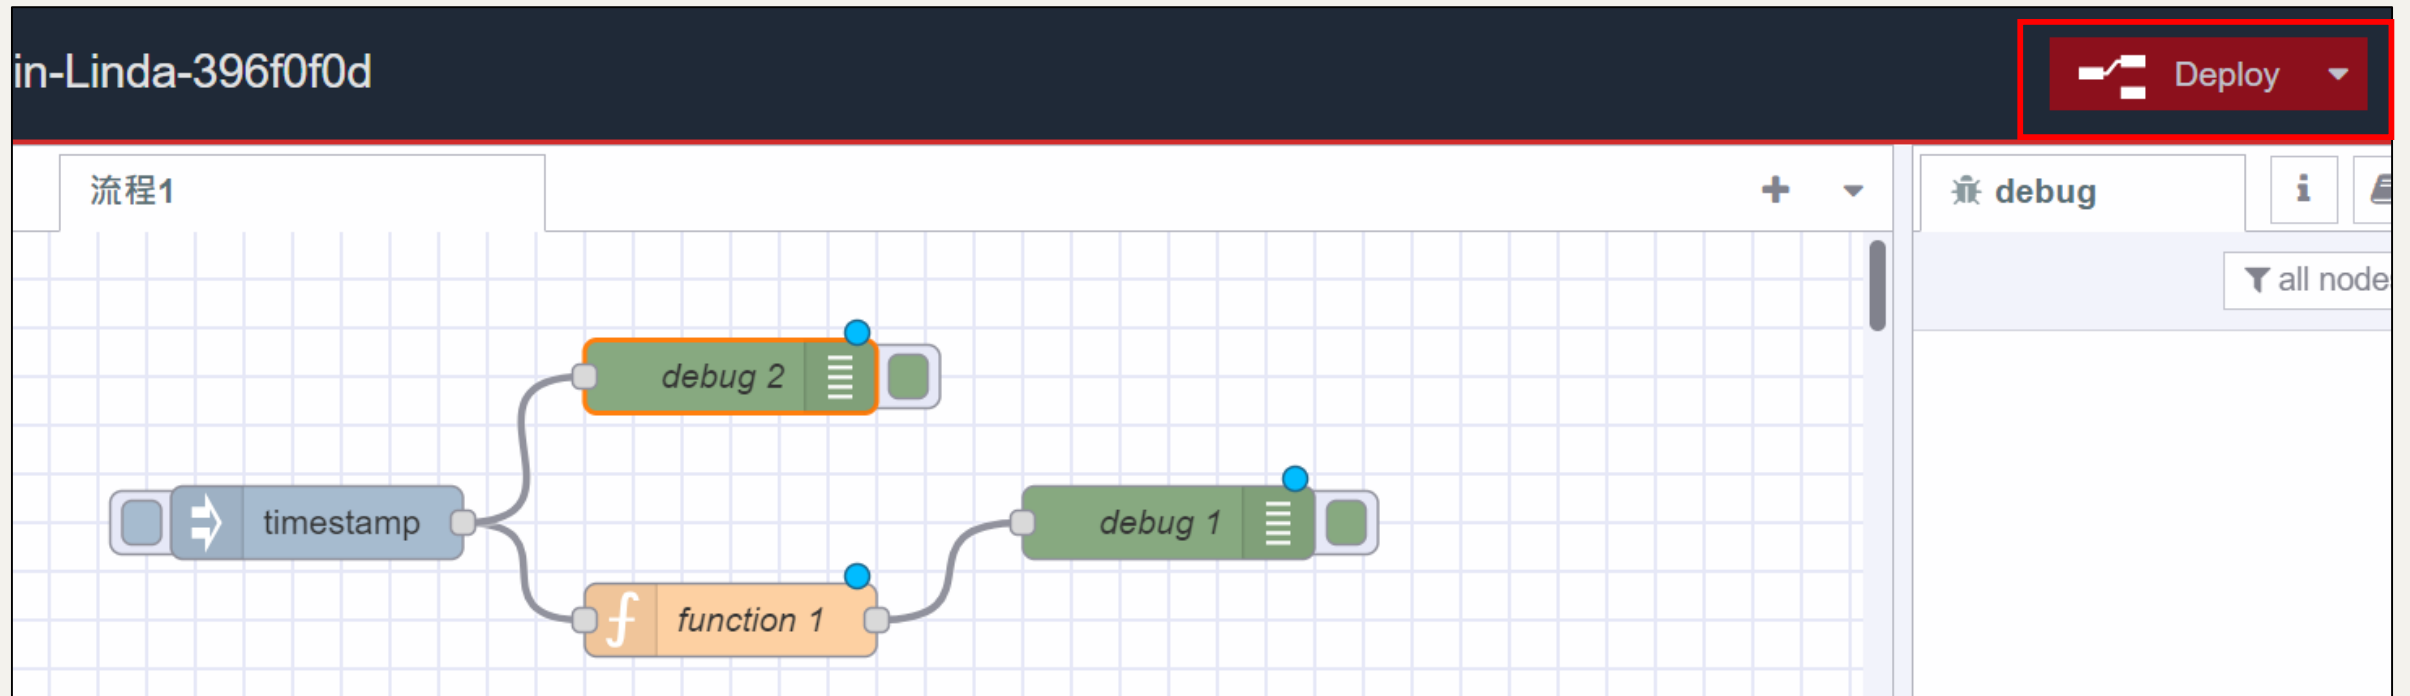 in-Linda-396f0f0d
Deploy
流程1
debug
i
all node
debug 2
timestamp
debug 1
function 1